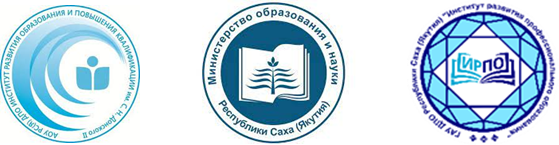 АОУ РС(Я) ДПО ИНСТИТУТ РАЗВИТИЯ ОБРАЗОВАНИЯ И ПОВЫШЕНИЯ КВАЛИФИКАЦИИ им. С.Н. Донского II
Министерство образования и науки
Республики Саха (Якутия)
ГАУ ДПО Республики Саха (Якутия) "Институт развития профессионального образования"
ИРПО